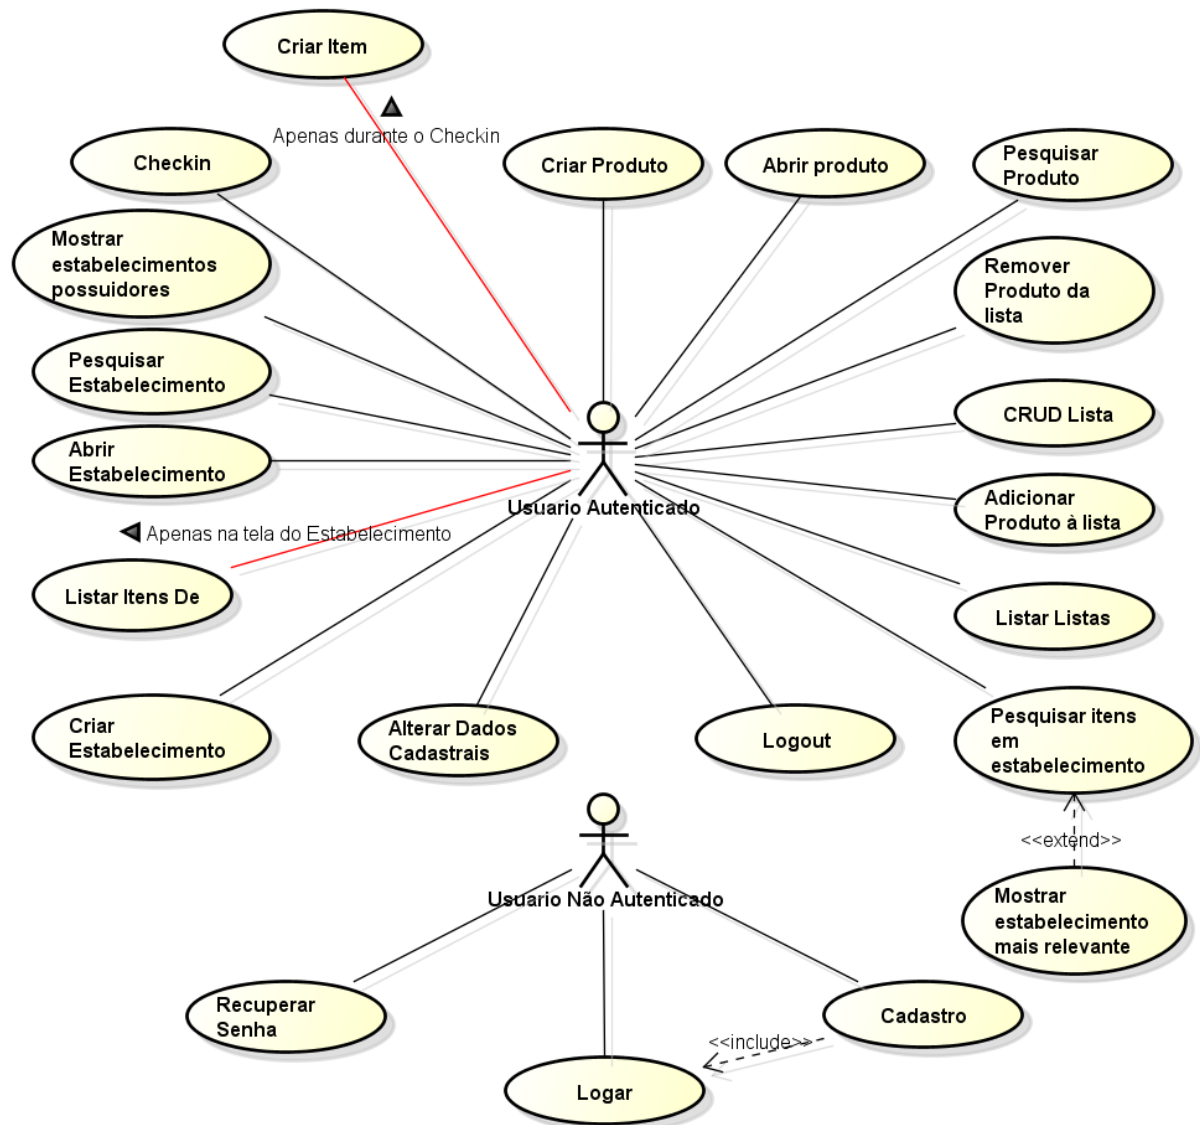 Criar Item
Apenas durante o Checkin
Checkin
Criar Produto
Abrir produto
Pesquisar
Produto
Mostrar
estabelecimentos
possuidores
Remover
Produto da
lista
Pesquisar
Estabelecimento
CRUD Lista
Abrir
Estabelecimento
Adicionar
Produto à lista
Usuario Autenticado
Apenas na tela do Estabelecimento
Listar Itens De
Listar Listas
Criar
Estabelecimento
Alterar Dados
Cadastrais
Logout
Pesquisar itens
em
estabelecimento
<<extend>>
Usuario Não Autenticado
Mostrar
estabelecimento
mais relevante
Recuperar
Senha
Cadastro
<<include>>
Logar